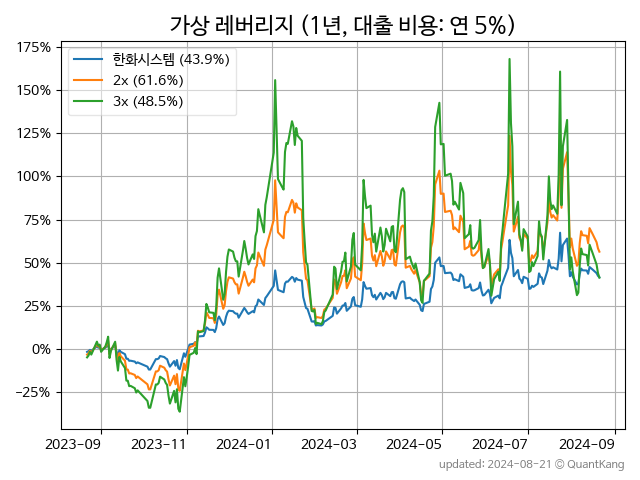 가상 레버리지 (1년, 대출 비용: 연 5%)
한화시스템 (43.9%)
2x (61.6%)
3x (48.5%)
175%
150%
125%
100%
75%
50%
25%
0%
−25%
2023-09 2023-11 2024-01 2024-03 2024-05 2024-07 2024-09
updated: 2024-08-21 © QuantKang